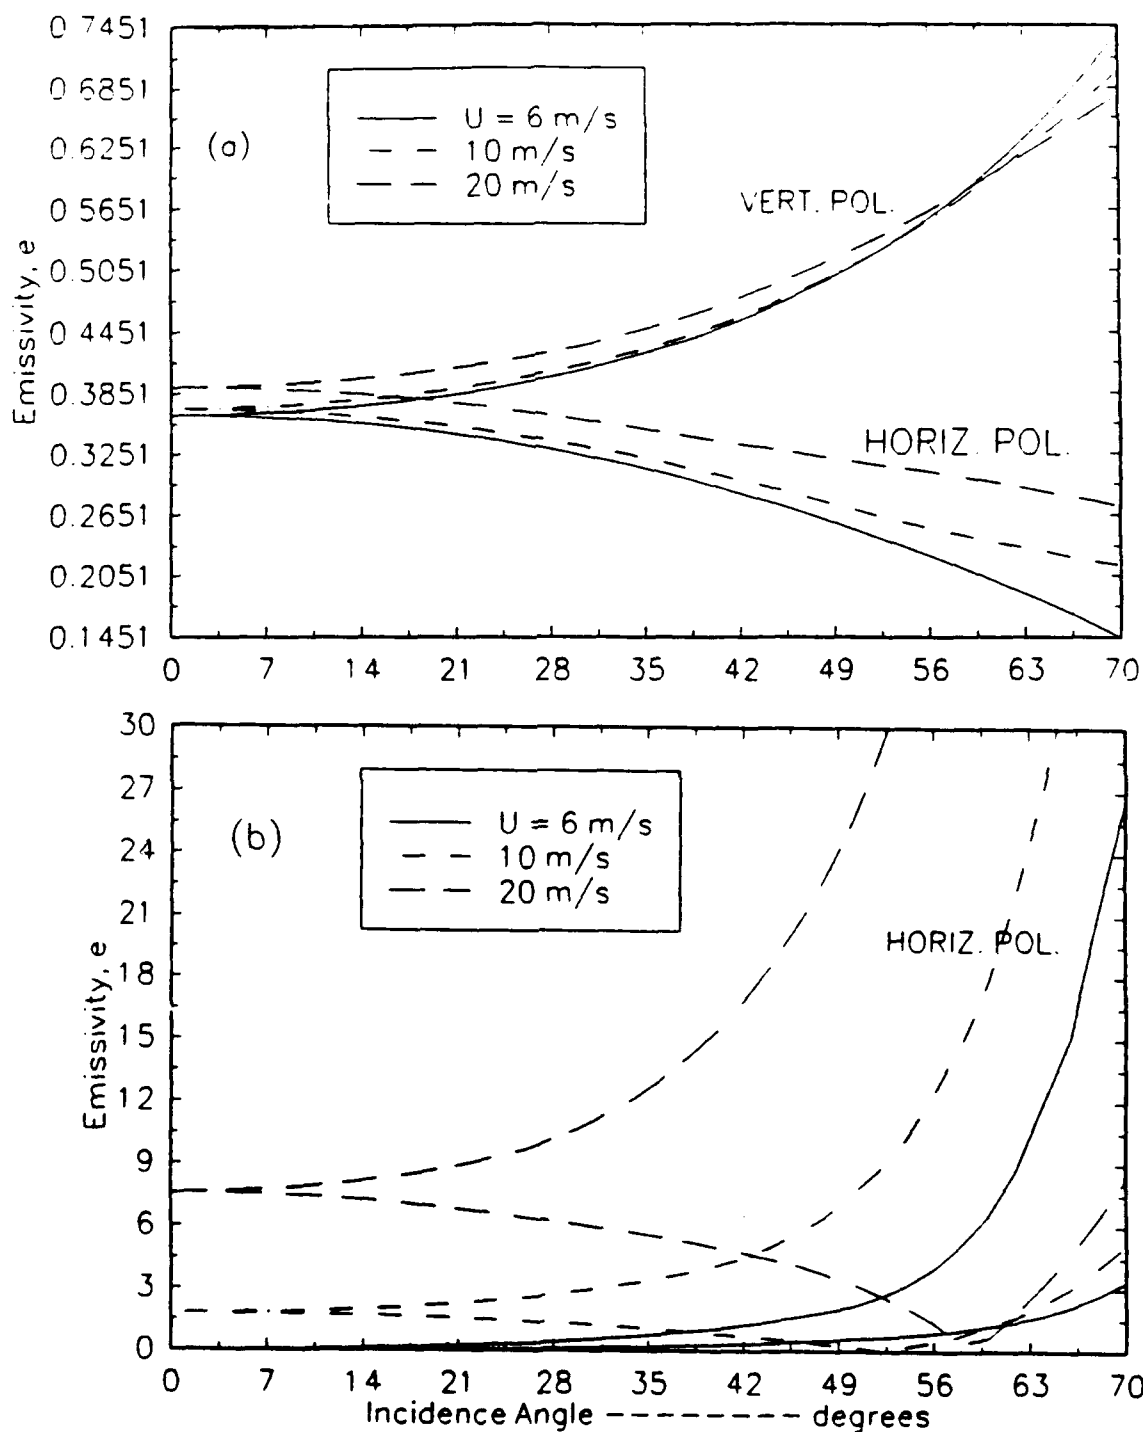 0.7451
0.6851
0.6251
0.5651
0.5051
0.4451
0.3851
0.3251
0.2651
0.2051
0.1451
Emissivity, e
(a)
U = 6 m/s
10 m/s
20 m/s
VERT. POL.
HORIZ. POL.
0 7 14 21 28 35 42 49 56 63 70
30
27
24
21
18
15
12
9
6
3
0
Emissivity, e
(b)
U = 6 m/s
10 m/s
20 m/s
HORIZ. POL.
0 7 14 21 28 35 42 49 56 63 70
Incidence Angle --------- degrees